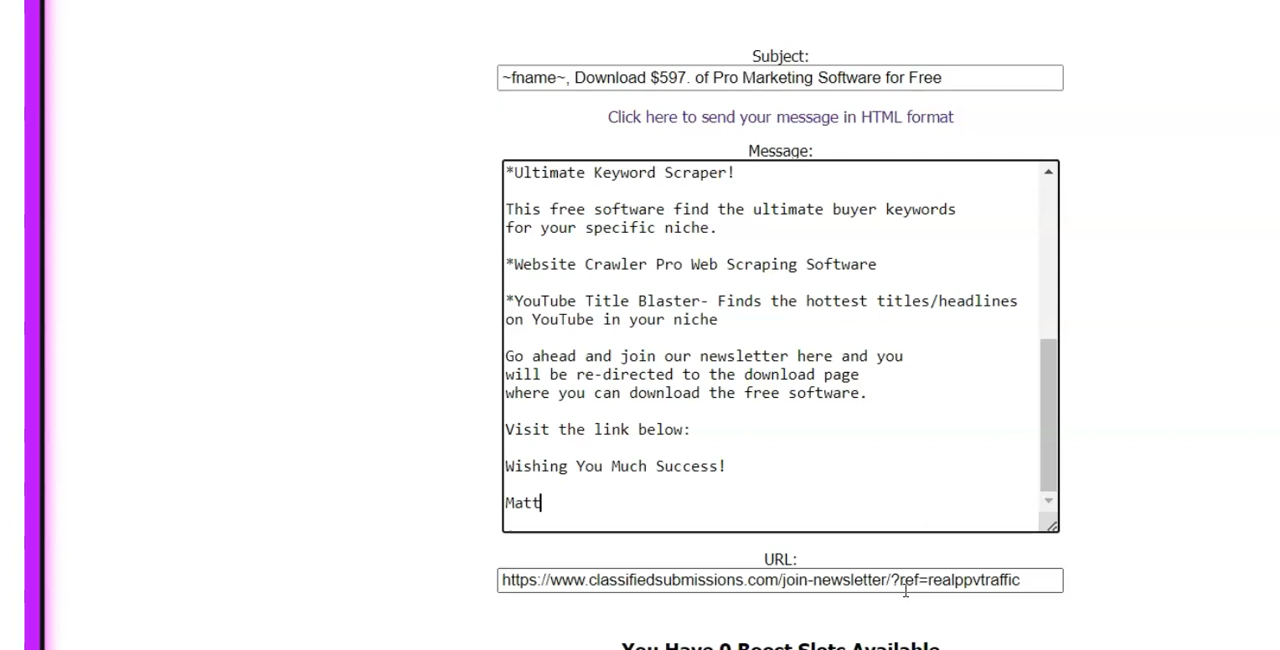 Subject:
~fname~, Download $597. of Pro Marketing Software for Free
Click here to send your message in HTML format
Message:
*Ultimate Keyword Scraper!
This free software find the ultimate buyer keywords
for your specific niche.
*Website Crawler Pro Web Scraping Software
*YouTube Title Blaster- Finds the hottest titles/headlines
on YouTube in your niche
Go ahead and join our newsletter here and you
will be re-directed to the download page
where you can download the free software.
Visit the link below:
Wishing You Much Success!
Matt
URL:
https://www.classifiedsubmissions.com/join-newsletter/?ref=realppvtraffic
You Have 0 Boost Slots Available